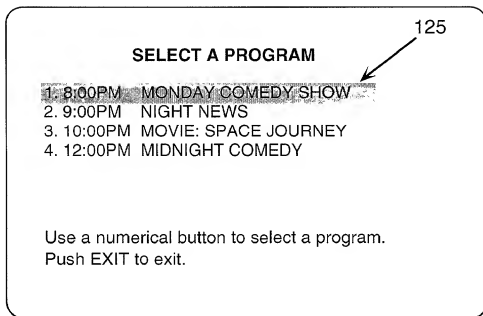 125
SELECT A PROGRAM
1. 8:00PM MONDAY COMEDY SHOW
2. 9:00PM NIGHT NEWS
3. 10:00PM MOVIE: SPACE JOURNEY
4. 12:00PM MIDNIGHT COMEDY
Use a numerical button to select a program.
Push EXIT to exit.